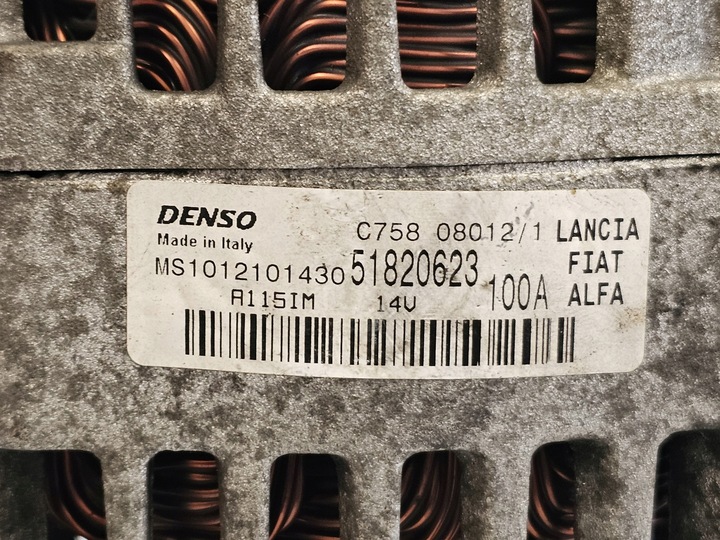 DENSO C758 08012/1 LANCIA
Made in Italy
MS1012101430 51820623 FIAT
A115IM 14V 100A ALFA